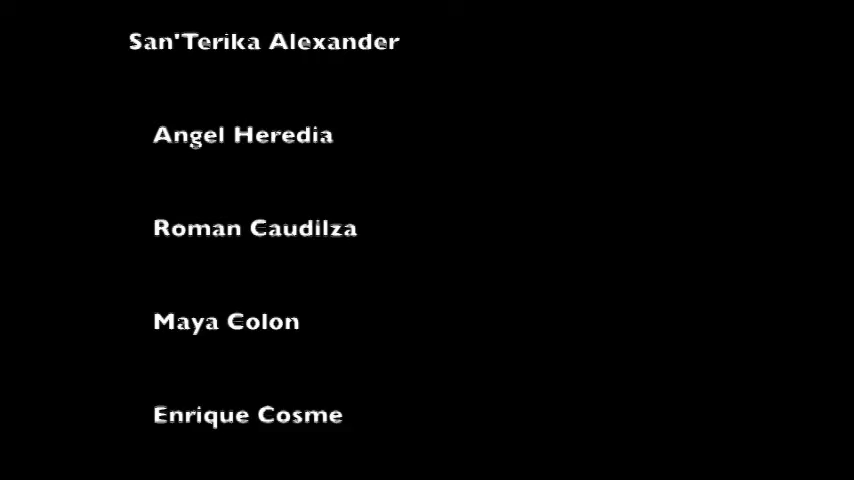 San'Terika Alexander
Angel Heredia
Roman Caudilza
Maya Colon
Enrique Cosme